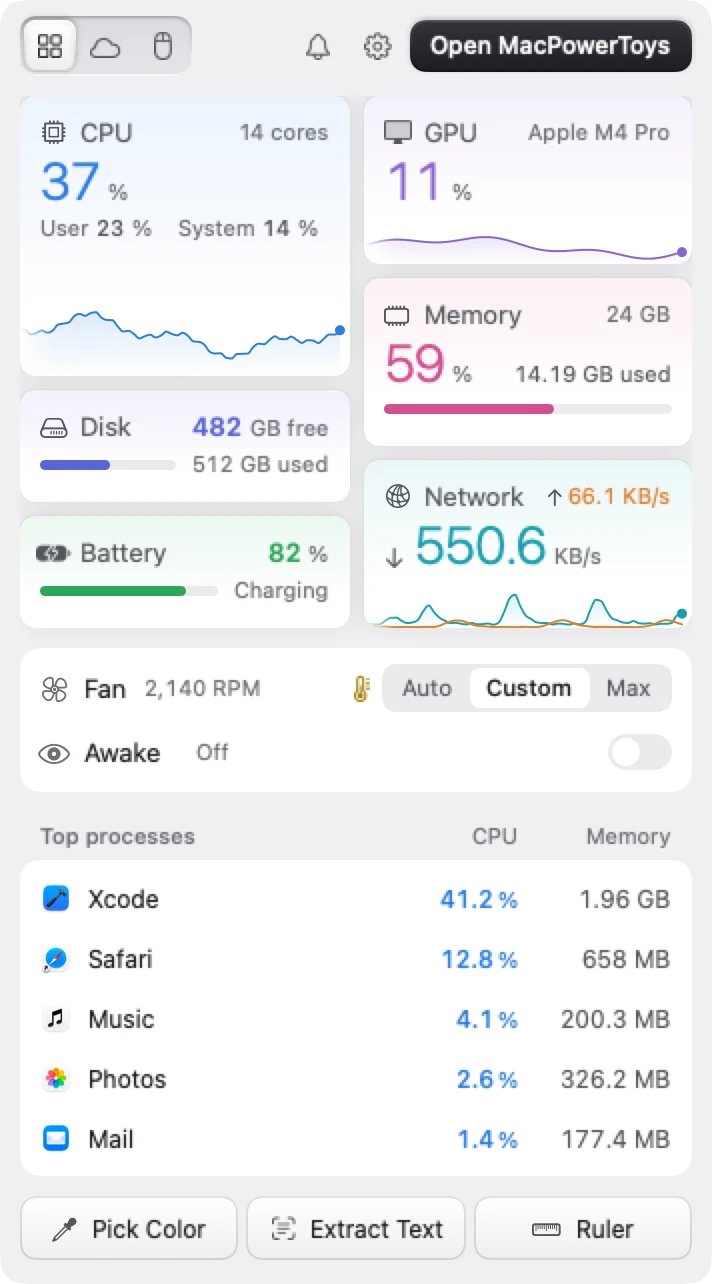 Open MacPowerToys
CPU 14 cores
37 %
User 23 % System 14 %
GPU Apple M4 Pro
11 %
Memory 24 GB
59 % 14.19 GB used
Disk 482 GB free
512 GB used
Battery 82 %
Charging
Network ↑ 66.1 KB/s
↓ 550.6 KB/s
Fan 2,140 RPM Auto Custom Max
Awake Off
Top processes CPU Memory
Xcode 41.2 % 1.96 GB
Safari 12.8 % 658 MB
Music 4.1 % 200.3 MB
Photos 2.6 % 326.2 MB
Mail 1.4 % 177.4 MB
Pick Color Extract Text Ruler